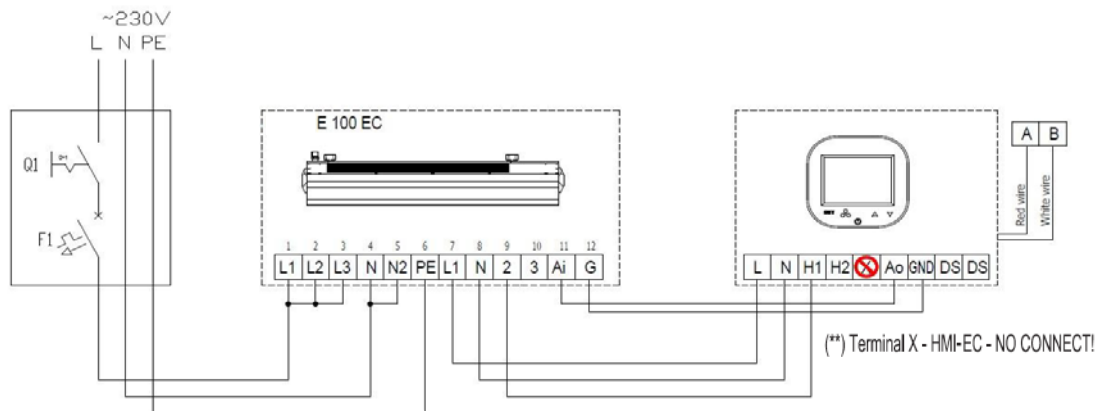 ~230V
L N PE
Q1
F1
E 100 EC
1 2 3 4 5 6 7 8 9 10 11 12
L1 L2 L3 N N2 PE L1 N 2 3 Ai G
SET
L N H1 H2 X Ao GND DS DS
A B
Red wire
White wire
(**) Terminal X - HMI-EC - NO CONNECT!